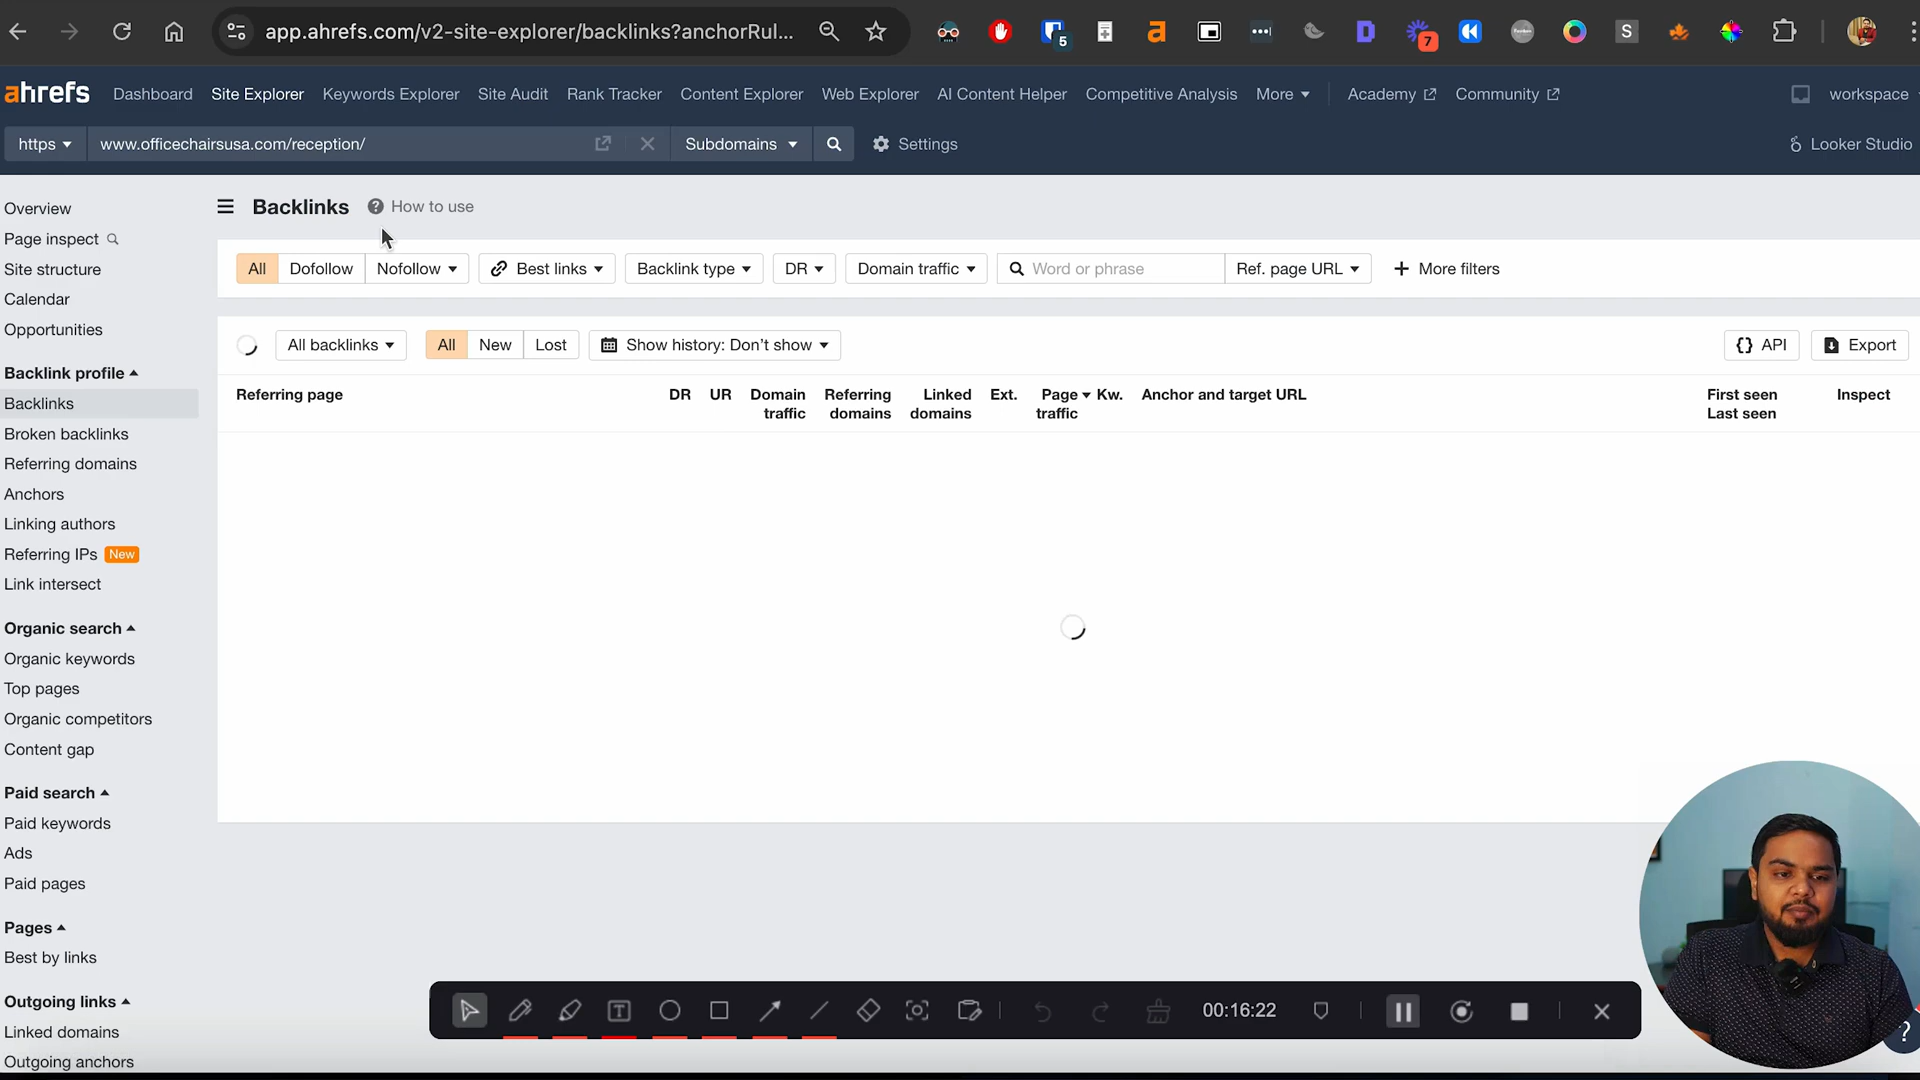 app.ahrefs.com/v2-site-explorer/backlinks?anchorRul...
5
7
ahrefs Dashboard Site Explorer Keywords Explorer Site Audit Rank Tracker Content Explorer Web Explorer AI Content Helper Competitive Analysis More Academy Community workspace
https www.officechairsusa.com/reception/ Subdomains Settings Looker Studio
Backlinks How to use
All Dofollow Nofollow Best links Backlink type DR Domain traffic Word or phrase Ref. page URL More filters
All backlinks All New Lost Show history: Don't show API Export
Referring page DR UR Domain traffic Referring domains Linked domains Ext. Page traffic Kw. Anchor and target URL First seen Last seen Inspect
Overview
Page inspect
Site structure
Calendar
Opportunities
Backlink profile
Backlinks
Broken backlinks
Referring domains
Anchors
Linking authors
Referring IPs New
Link intersect
Organic search
Organic keywords
Top pages
Organic competitors
Content gap
Paid search
Paid keywords
Ads
Paid pages
Pages
Best by links
Outgoing links
Linked domains
Outgoing anchors
00:16:22
?